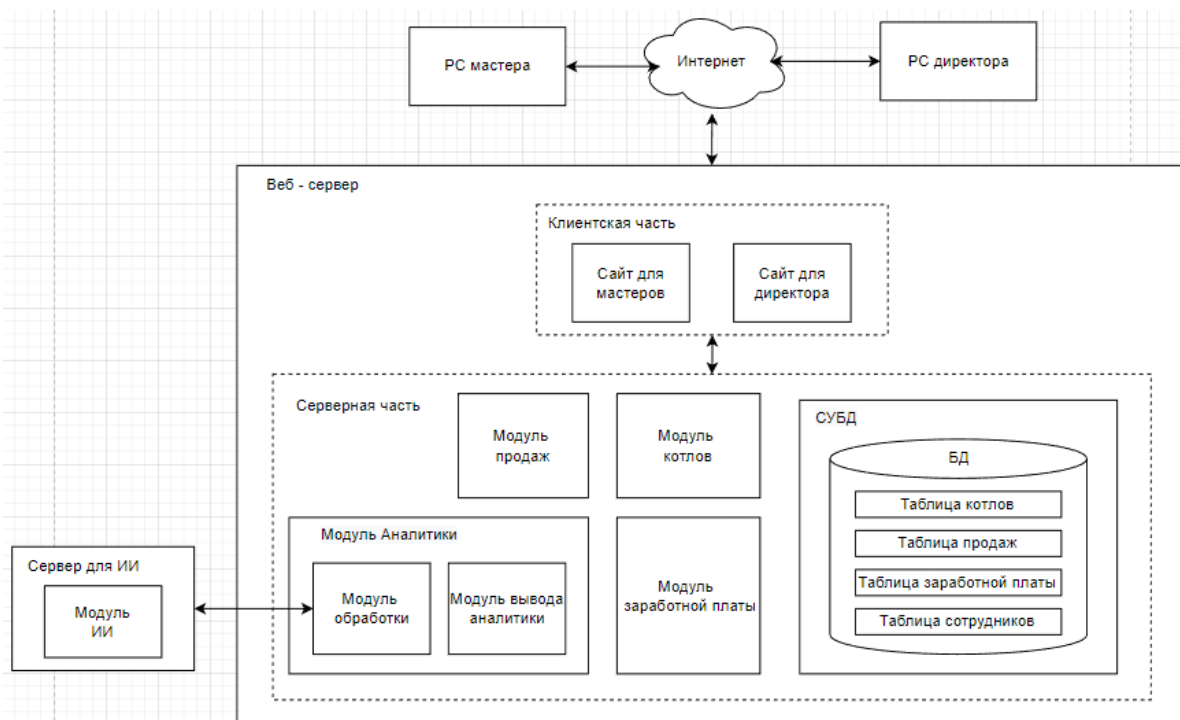 РС мастера
Интернет
РС директора
Веб - сервер
Клиентская часть
Сайт для
мастеров
Сайт для
директора
Серверная часть
Модуль
продаж
Модуль
котлов
СУБД
БД
Таблица котлов
Таблица продаж
Таблица заработной платы
Таблица сотрудников
Модуль Аналитики
Модуль
обработки
Модуль вывода
аналитики
Модуль
заработной платы
Сервер для ИИ
Модуль
ИИ